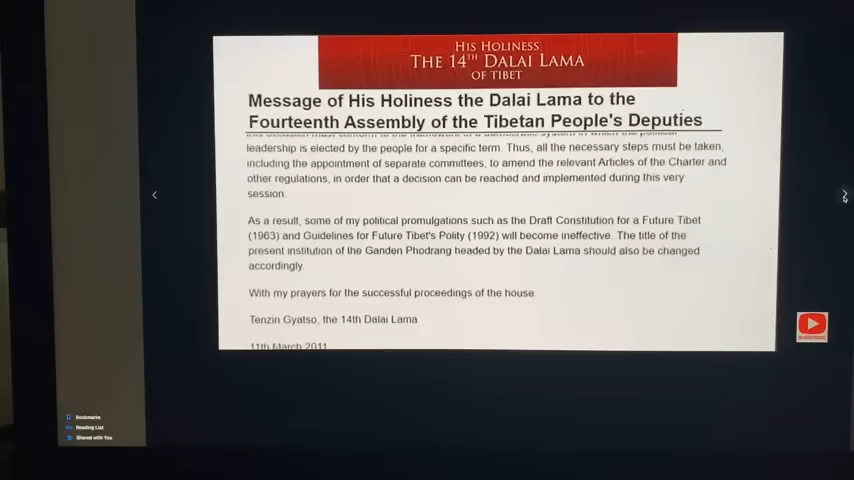 HIS HOLINESS
THE 14TH DALAI LAMA
OF TIBET
Message of His Holiness the Dalai Lama to the
Fourteenth Assembly of the Tibetan People's Deputies
leadership is elected by the people for a specific term. Thus, all the necessary steps must be taken,
including the appointment of separate committees, to amend the relevant Articles of the Charter and
other regulations, in order that a decision can be reached and implemented during this very
session.
As a result, some of my political promulgations such as the Draft Constitution for a Future Tibet
(1963) and Guidelines for Future Tibet's Polity (1992) will become ineffective. The title of the
present institution of the Ganden Phodrang headed by the Dalai Lama should also be changed
accordingly.
With my prayers for the successful proceedings of the house.
Tenzin Gyatso, the 14th Dalai Lama
11th March 2011
SUBSCRIBE
Bookmarks
Reading List
Shared with You